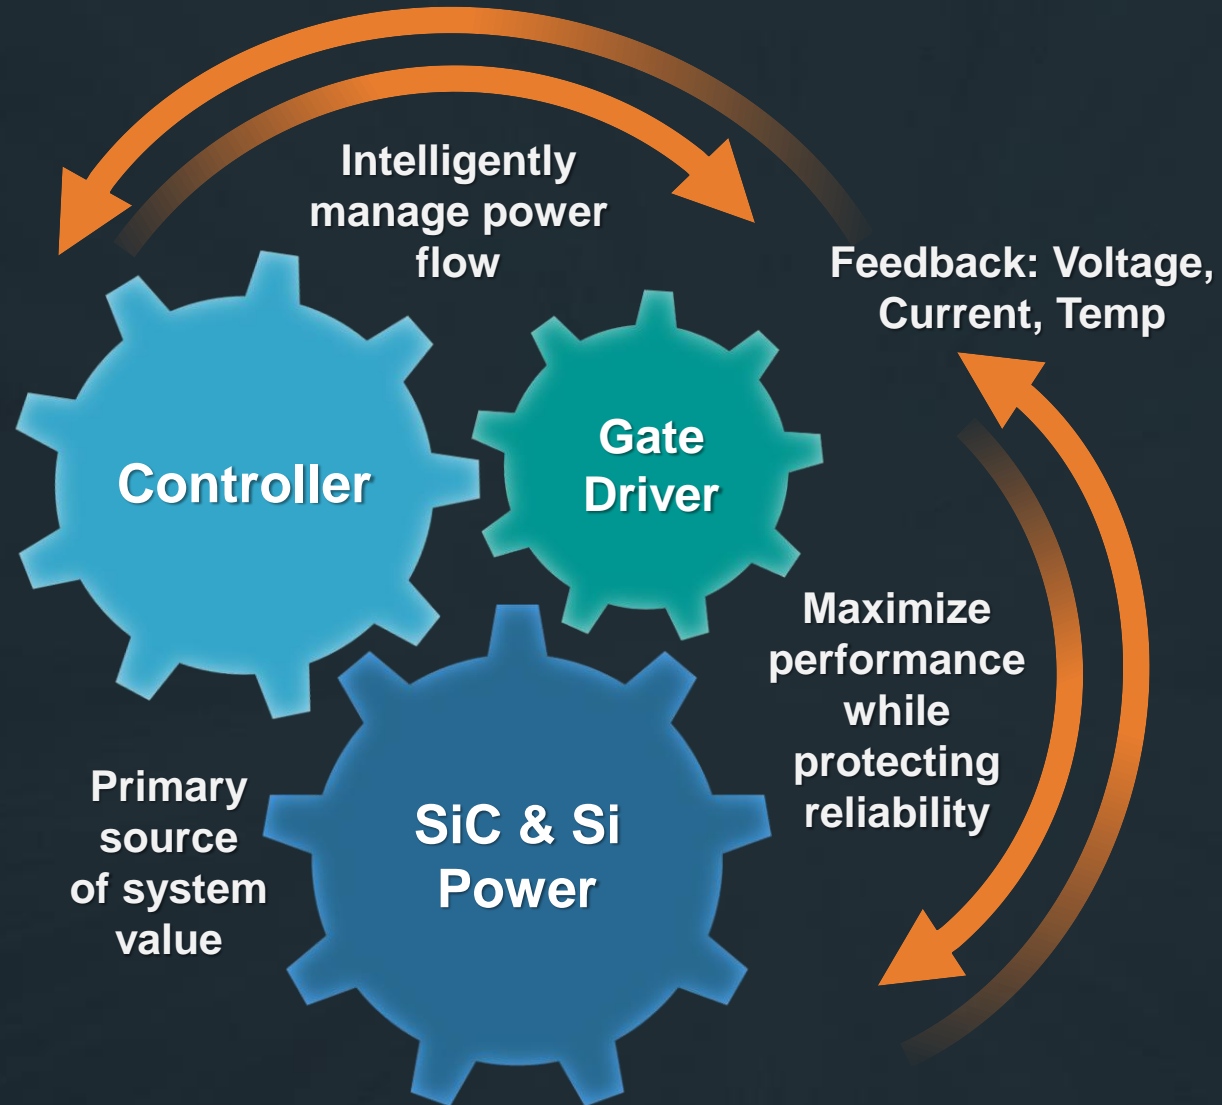 Intelligently
manage power
flow
Feedback: Voltage,
Current, Temp
Controller
Gate
Driver
Maximize
performance
while
protecting
reliability
Primary
source
of system
value
SiC & Si
Power